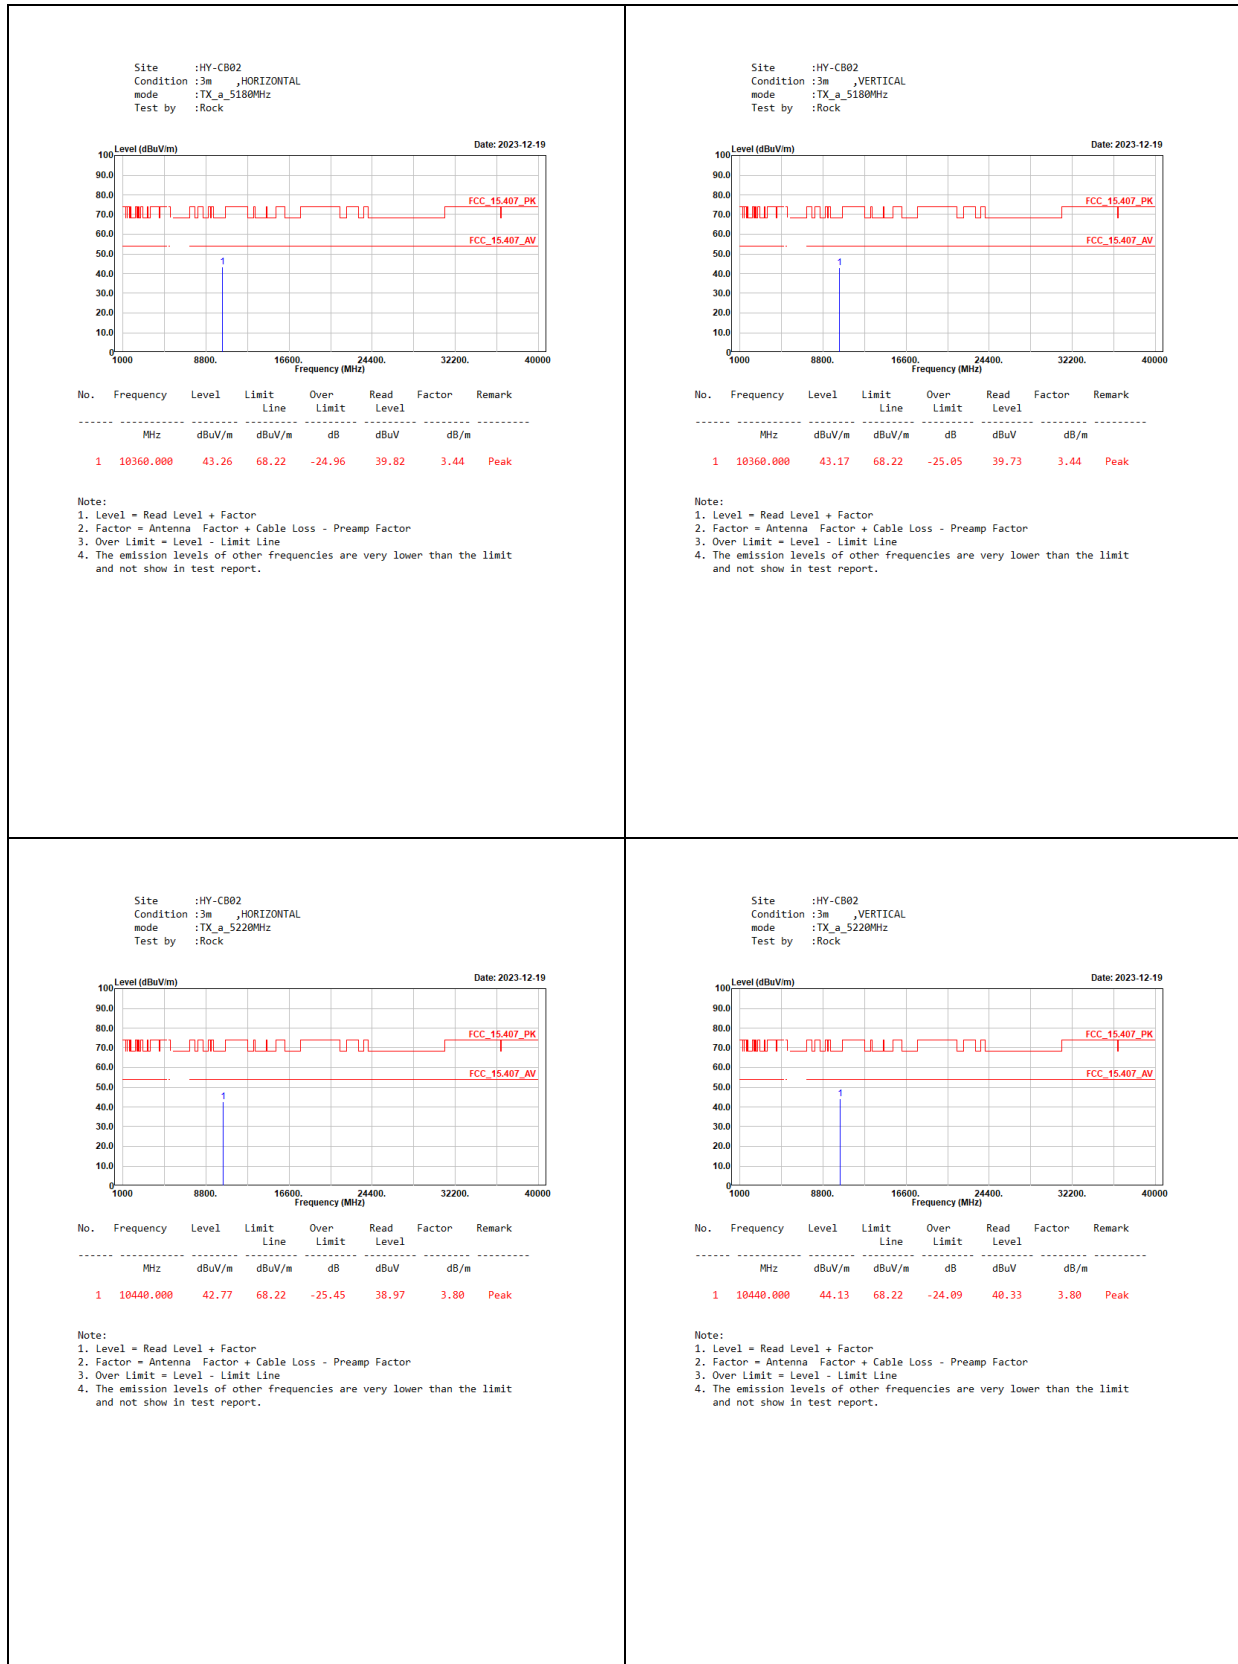 Site :HY-CB02
Condition :3m ,HORIZONTAL
mode :TX_a_5180MHz
Test by :Rock
Level (dBuV/m) Date: 2023-12-19
100
90.0
80.0
FCC_15.407_PK
70.0
60.0
FCC_15.407_AV
50.0
1
40.0
30.0
20.0
10.0
0
1000 8800. 16600. 24400. 32200. 40000
Frequency (MHz)
No. Frequency Level Limit Over Read Factor Remark
Line Limit Level
------ ----------- -------- --------- --------- -------- -------- ---------
MHz dBuV/m dBuV/m dB dBuV dB/m
1 10360.000 43.26 68.22 -24.96 39.82 3.44 Peak
Note:
1. Level = Read Level + Factor
2. Factor = Antenna Factor + Cable Loss - Preamp Factor
3. Over Limit = Level - Limit Line
4. The emission levels of other frequencies are very lower than the limit
and not show in test report.
Site :HY-CB02
Condition :3m ,VERTICAL
mode :TX_a_5180MHz
Test by :Rock
Level (dBuV/m) Date: 2023-12-19
100
90.0
80.0
FCC_15.407_PK
70.0
60.0
FCC_15.407_AV
50.0
1
40.0
30.0
20.0
10.0
0
1000 8800. 16600. 24400. 32200. 40000
Frequency (MHz)
No. Frequency Level Limit Over Read Factor Remark
Line Limit Level
------ ----------- -------- --------- --------- -------- -------- ---------
MHz dBuV/m dBuV/m dB dBuV dB/m
1 10360.000 43.17 68.22 -25.05 39.73 3.44 Peak
Note:
1. Level = Read Level + Factor
2. Factor = Antenna Factor + Cable Loss - Preamp Factor
3. Over Limit = Level - Limit Line
4. The emission levels of other frequencies are very lower than the limit
and not show in test report.
Site :HY-CB02
Condition :3m ,HORIZONTAL
mode :TX_a_5220MHz
Test by :Rock
Level (dBuV/m) Date: 2023-12-19
100
90.0
80.0
FCC_15.407_PK
70.0
60.0
FCC_15.407_AV
50.0
1
40.0
30.0
20.0
10.0
0
1000 8800. 16600. 24400. 32200. 40000
Frequency (MHz)
No. Frequency Level Limit Over Read Factor Remark
Line Limit Level
------ ----------- -------- --------- --------- -------- -------- ---------
MHz dBuV/m dBuV/m dB dBuV dB/m
1 10440.000 42.77 68.22 -25.45 38.97 3.80 Peak
Note:
1. Level = Read Level + Factor
2. Factor = Antenna Factor + Cable Loss - Preamp Factor
3. Over Limit = Level - Limit Line
4. The emission levels of other frequencies are very lower than the limit
and not show in test report.
Site :HY-CB02
Condition :3m ,VERTICAL
mode :TX_a_5220MHz
Test by :Rock
Level (dBuV/m) Date: 2023-12-19
100
90.0
80.0
FCC_15.407_PK
70.0
60.0
FCC_15.407_AV
50.0
1
40.0
30.0
20.0
10.0
0
1000 8800. 16600. 24400. 32200. 40000
Frequency (MHz)
No. Frequency Level Limit Over Read Factor Remark
Line Limit Level
------ ----------- -------- --------- --------- -------- -------- ---------
MHz dBuV/m dBuV/m dB dBuV dB/m
1 10440.000 44.13 68.22 -24.09 40.33 3.80 Peak
Note:
1. Level = Read Level + Factor
2. Factor = Antenna Factor + Cable Loss - Preamp Factor
3. Over Limit = Level - Limit Line
4. The emission levels of other frequencies are very lower than the limit
and not show in test report.